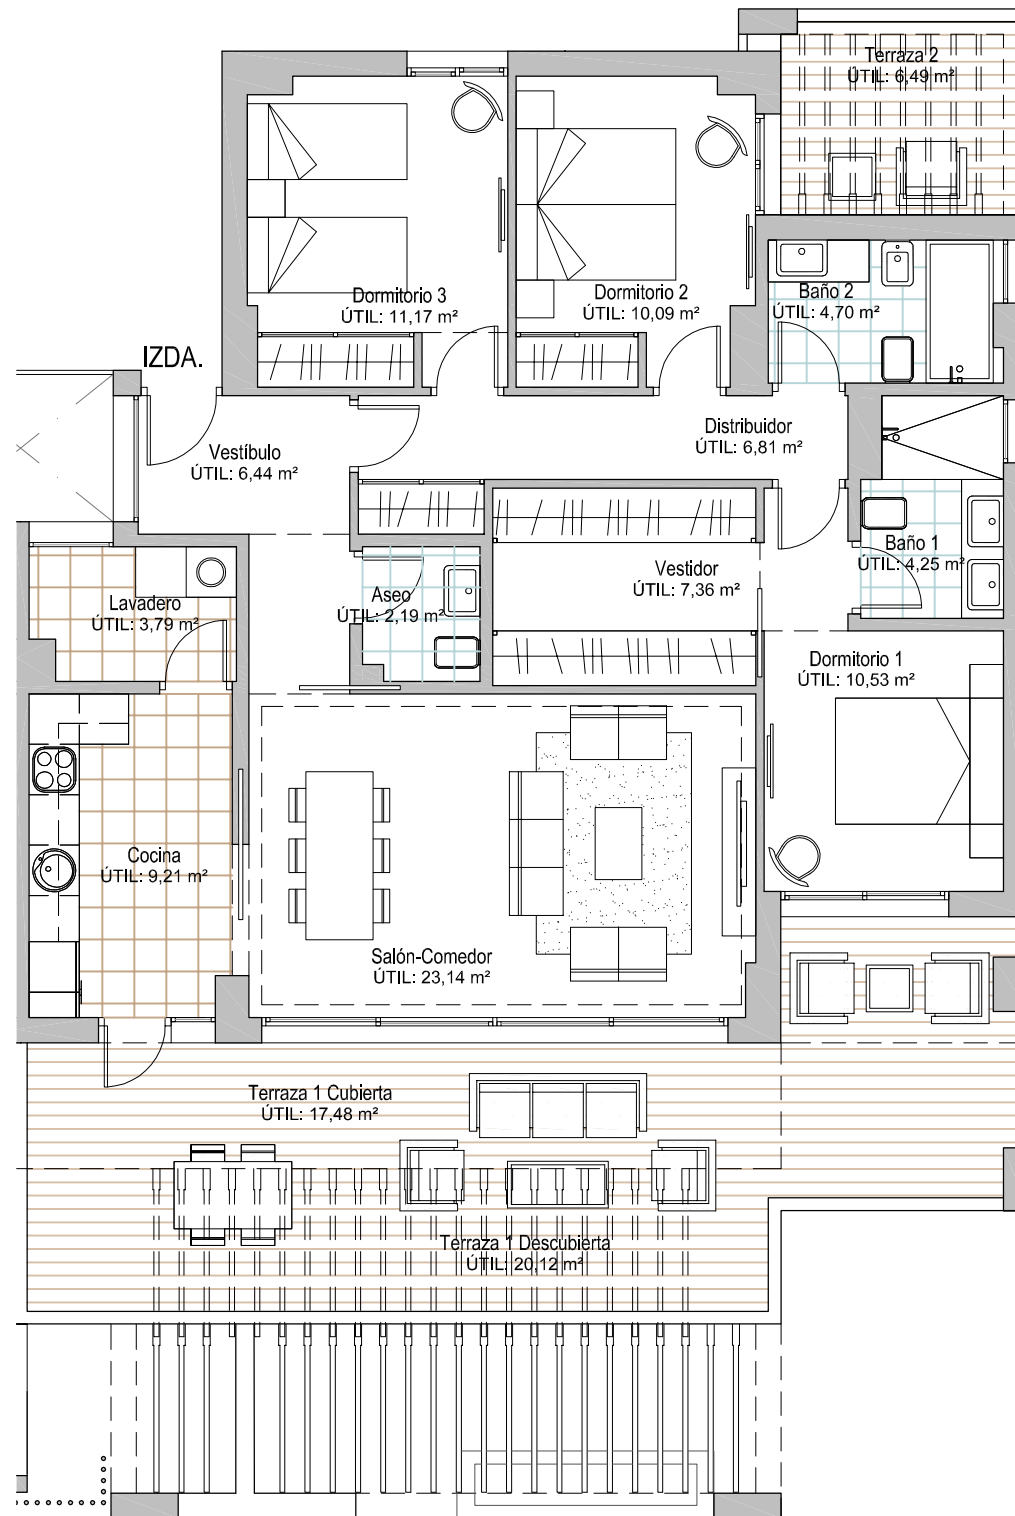 Terraza 2
ÚTIL: 6,49 m²
Dormitorio 3
ÚTIL: 11,17 m²
Dormitorio 2
ÚTIL: 10,09 m²
Baño 2
ÚTIL: 4,70 m²
IZDA.
Vestíbulo
ÚTIL: 6,44 m²
Distribuidor
ÚTIL: 6,81 m²
Baño 1
ÚTIL: 4,25 m²
Vestidor
ÚTIL: 7,36 m²
Aseo
ÚTIL: 2,19 m²
Lavadero
ÚTIL: 3,79 m²
Dormitorio 1
ÚTIL: 10,53 m²
Cocina
ÚTIL: 9,21 m²
Salón-Comedor
ÚTIL: 23,14 m²
Terraza 1 Cubierta
ÚTIL: 17,48 m²
Terraza 1 Descubierta
ÚTIL: 20,12 m²